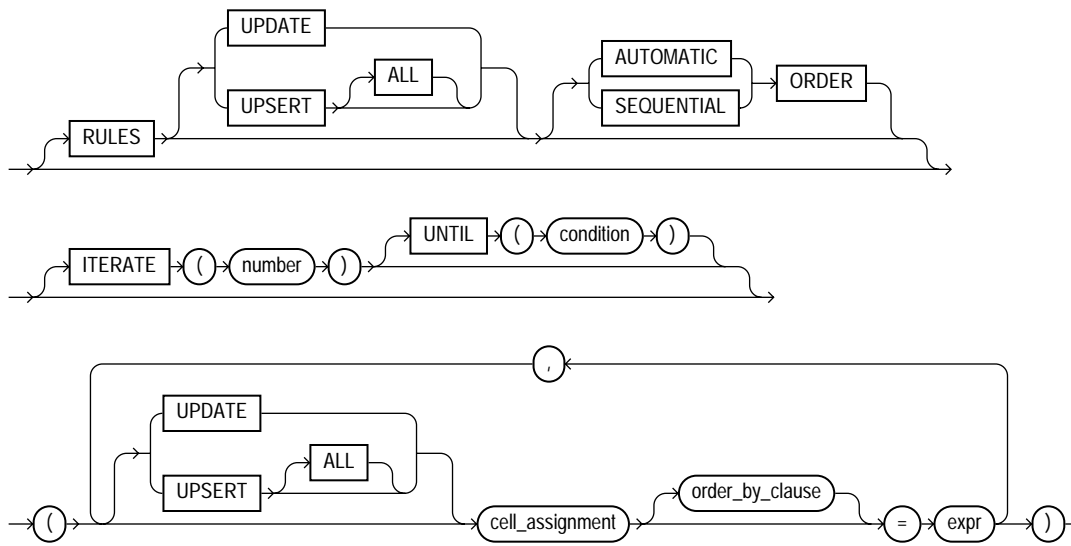 UPDATE
UPSERT ALL
AUTOMATIC
SEQUENTIAL
ORDER
RULES
ITERATE ( number ) UNTIL ( condition )
,
UPDATE
UPSERT ALL
( cell_assignment order_by_clause = expr )